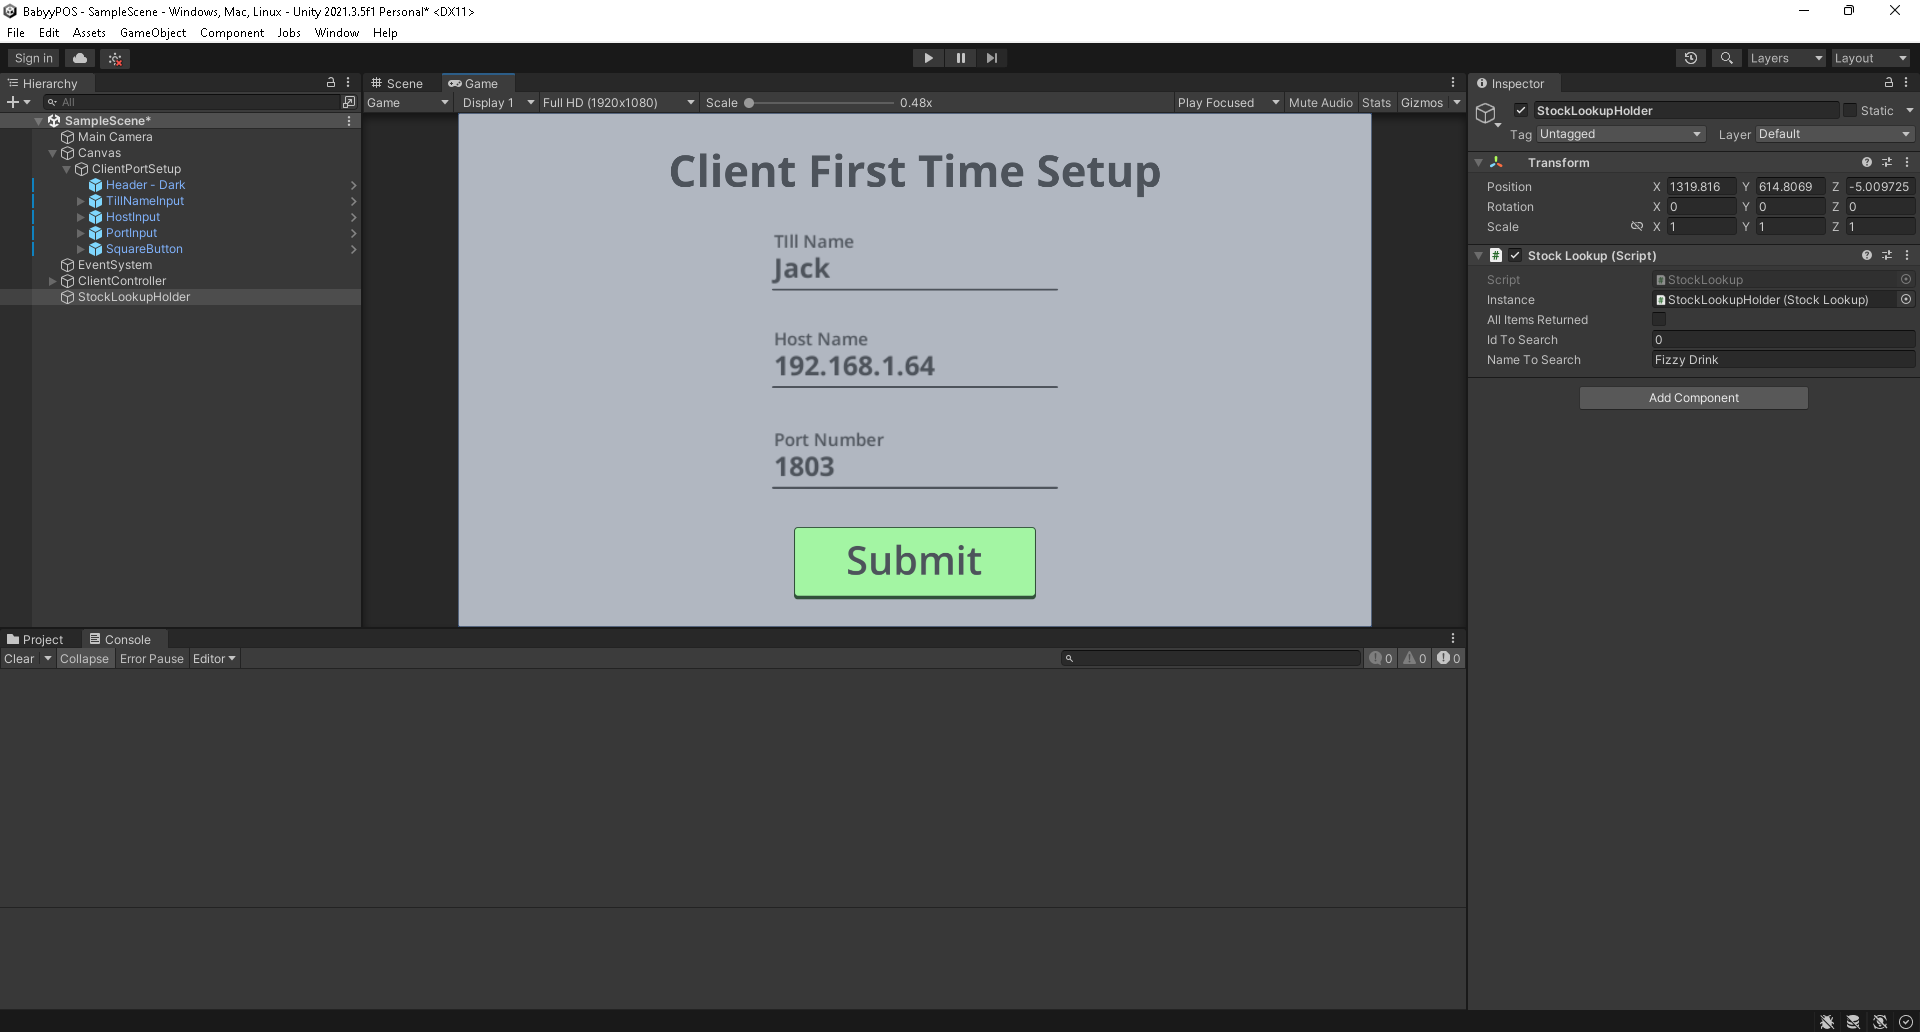 BabyyPOS - SampleScene - Windows, Mac, Linux - Unity 2021.3.5f1 Personal* <DX11>
File Edit Assets GameObject Component Jobs Window Help
Sign in
Layers Layout
Hierarchy
All
SampleScene*
Main Camera
Canvas
ClientPortSetup
Header - Dark
TillNameInput
HostInput
PortInput
SquareButton
EventSystem
ClientController
StockLookupHolder
Scene Game
Game Display 1 Full HD (1920x1080) Scale 0.48x Play Focused Mute Audio Stats Gizmos
Client First Time Setup
TIll Name
Jack
Host Name
192.168.1.64
Port Number
1803
Submit
Inspector
StockLookupHolder Static
Tag Untagged Layer Default
Transform
Position X 1319.816 Y 614.8069 Z -5.009725
Rotation X 0 Y 0 Z 0
Scale X 1 Y 1 Z 1
# Stock Lookup (Script)
Script StockLookup
Instance StockLookupHolder (Stock Lookup)
All Items Returned
Id To Search 0
Name To Search Fizzy Drink
Add Component
Project Console
Clear Collapse Error Pause Editor 0 0 0